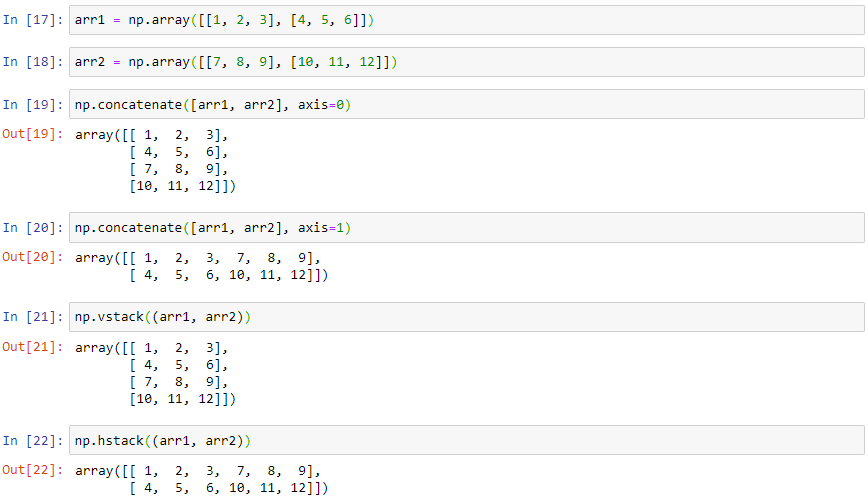 In [17]: arr1 = np.array([[1, 2, 3], [4, 5, 6]])
In [18]: arr2 = np.array([[7, 8, 9], [10, 11, 12]])
In [19]: np.concatenate([arr1, arr2], axis=0)
Out[19]: array([[ 1,  2,  3],
       [ 4,  5,  6],
       [ 7,  8,  9],
       [10, 11, 12]])
In [20]: np.concatenate([arr1, arr2], axis=1)
Out[20]: array([[ 1,  2,  3,  7,  8,  9],
       [ 4,  5,  6, 10, 11, 12]])
In [21]: np.vstack((arr1, arr2))
Out[21]: array([[ 1,  2,  3],
       [ 4,  5,  6],
       [ 7,  8,  9],
       [10, 11, 12]])
In [22]: np.hstack((arr1, arr2))
Out[22]: array([[ 1,  2,  3,  7,  8,  9],
       [ 4,  5,  6, 10, 11, 12]])